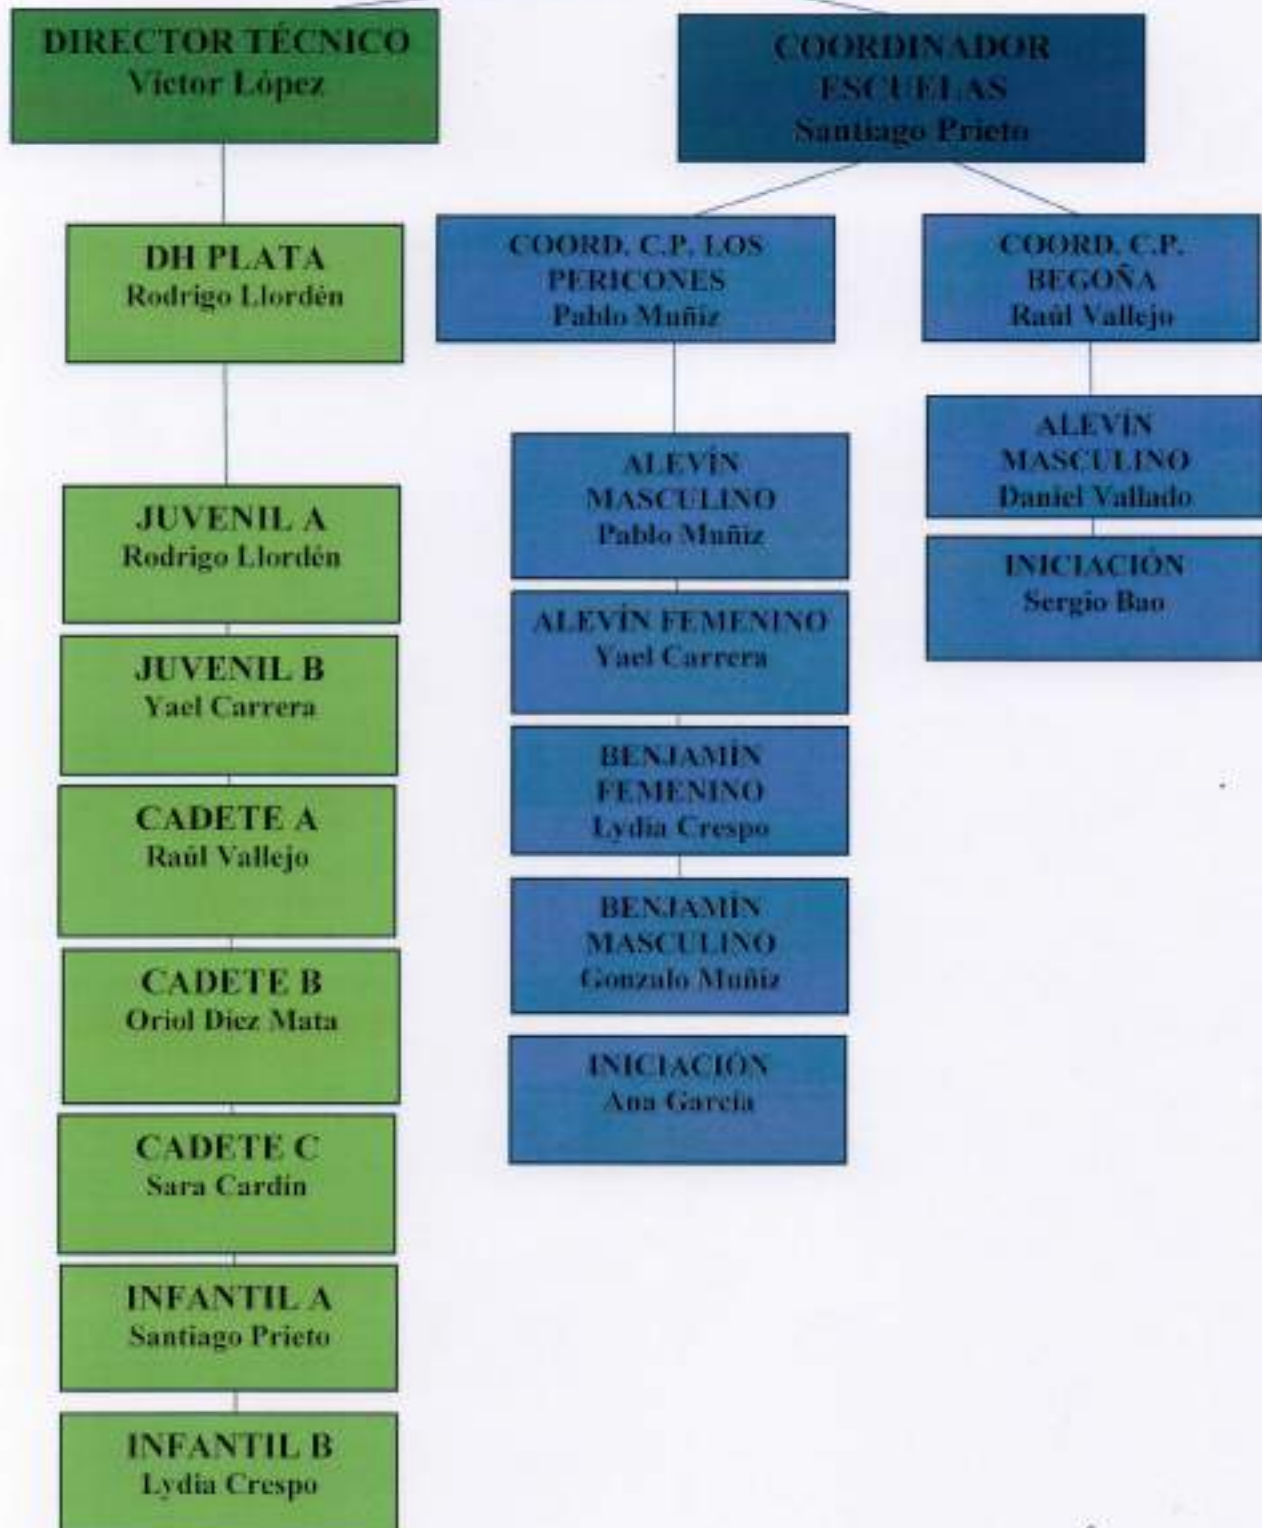 DIRECTOR TÉCNICO
Víctor López
COORDINADOR
ESCUELAS
Santiago Prieto
DH PLATA
Rodrigo Llordén
JUVENIL A
Rodrigo Llordén
JUVENIL B
Yael Carrera
CADETE A
Raúl Vallejo
CADETE B
Oriol Díez Mata
CADETE C
Sara Cardín
INFANTIL A
Santiago Prieto
INFANTIL B
Lydia Crespo
COORD. C.P. LOS
PERICONES
Pablo Muñiz
ALEVÍN
MASCULINO
Pablo Muñiz
ALEVÍN FEMENINO
Yael Carrera
BENJAMÍN
FEMENINO
Lydia Crespo
BENJAMÍN
MASCULINO
Gonzalo Muñiz
INICIACIÓN
Ana García
COORD. C.P.
BEGOÑA
Raúl Vallejo
ALEVÍN
MASCULINO
Daniel Vallado
INICIACIÓN
Sergio Bao